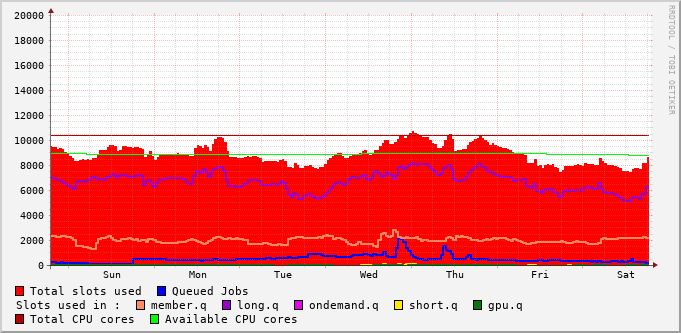 RRDTOOL / TOBI OETIKER
20000
18000
16000
14000
12000
10000
8000
6000
4000
2000
0
Sun Mon Tue Wed Thu Fri Sat
Total slots used Queued Jobs
Slots used in : member.q long.q ondemand.q short.q gpu.q
Total CPU cores Available CPU cores